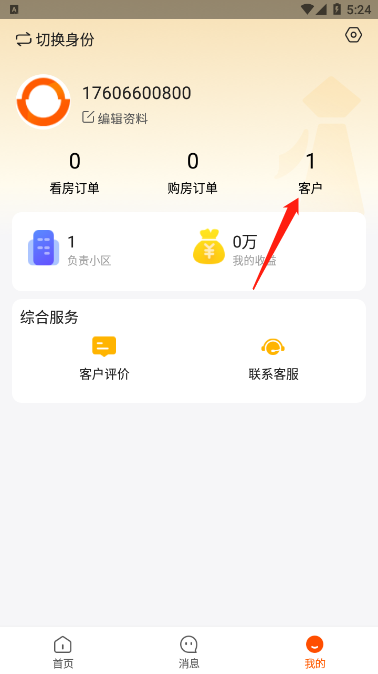 A
5:24
切换身份
17606600800
编辑资料
0 0 1
看房订单 购房订单 客户
1 0万
负责小区 我的收益
综合服务
¥
客户评价 联系客服
首页 消息 我的